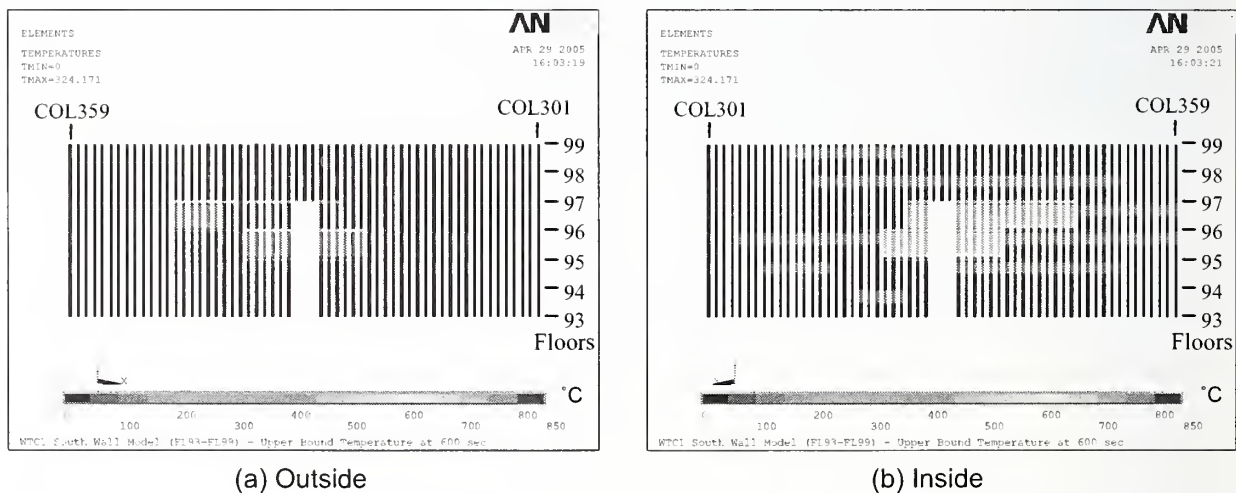 ELEMENTS
TEMPERATURES
TMIN=0
TMAX=324.171
AN
APR 29 2005
16:03:19
COL359
COL301
99
98
97
96
95
94
93
Floors
°C
0 200 400 600 800
100 300 500 700 850
WTC1 South Wall Model (FL93-FL99) - Upper Bound Temperature at 600 sec
(a) Outside
ELEMENTS
TEMPERATURES
TMIN=0
TMAX=324.171
AN
APR 29 2005
16:03:21
COL301
COL359
99
98
97
96
95
94
93
Floors
X
°C
200 400 600 800
100 300 500 700 850
WTC1 South Wall Model (FL93-FL99) - Upper Bound Temperature at 600 sec
(b) Inside